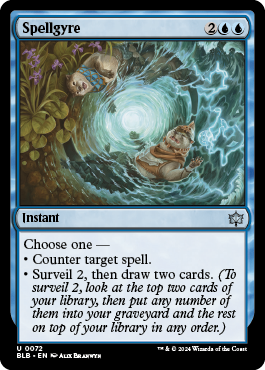 Spellgyre 2
Instant
Choose one —
• Counter target spell.
• Surveil 2, then draw two cards. (To
surveil 2, look at the top two cards of
your library, then put any number of
them into your graveyard and the rest
on top of your library in any order.)
U 0072
BLB • EN Alix Branwyn
™ & © 2024 Wizards of the Coast